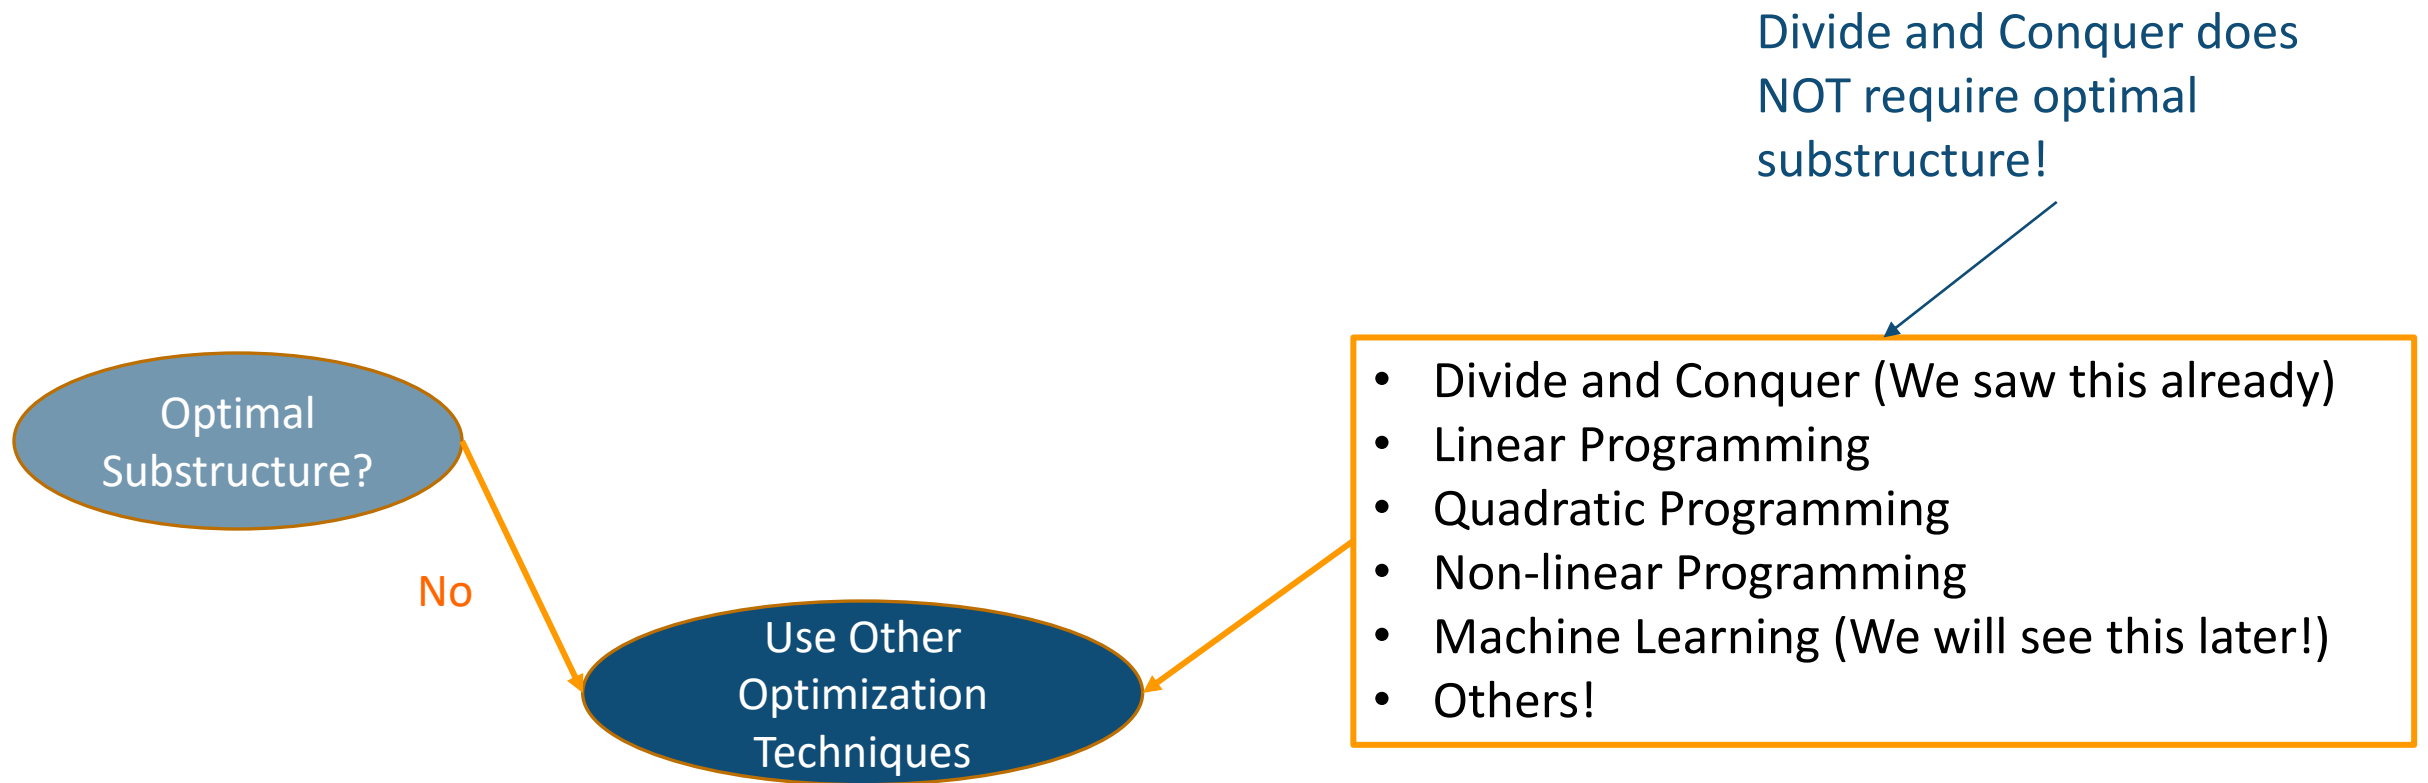 Divide and Conquer does
NOT require optimal
substructure!
Optimal
Substructure?
No
Use Other
Optimization
Techniques
• Divide and Conquer (We saw this already)
• Linear Programming
• Quadratic Programming
• Non-linear Programming
• Machine Learning (We will see this later!)
• Others!